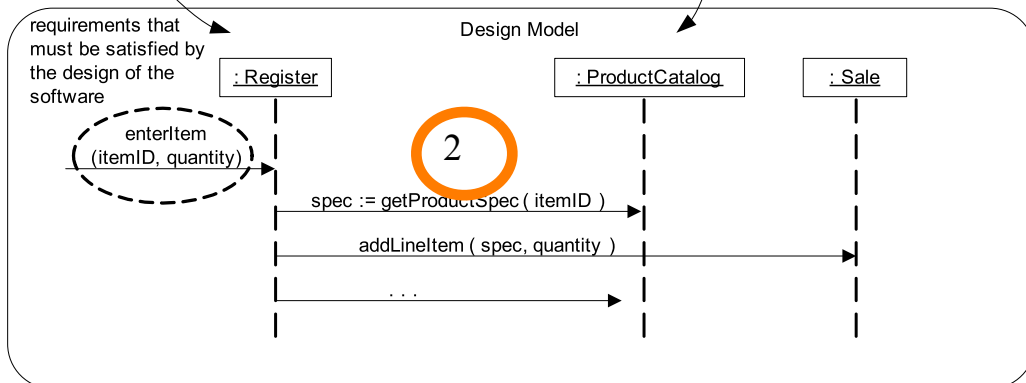 requirements that
must be satisfied by
the design of the
software
Design Model
: Register
: ProductCatalog
: Sale
enterItem
(itemID, quantity)
2
spec := getProductSpec ( itemID )
addLineItem ( spec, quantity )
. . .